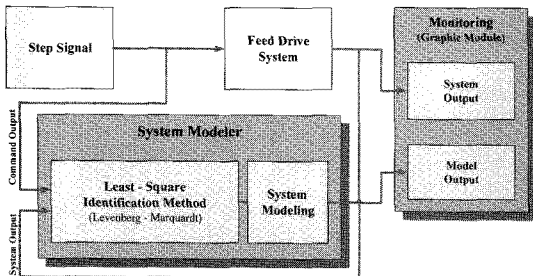 Step Signal
Feed Drive
System
Monitoring
(Graphic Module)
System
Output
Model
Output
System Modeler
Least - Square
Identification Method
(Levenberg - Marquardt)
System
Modeling
Command Output
System Output